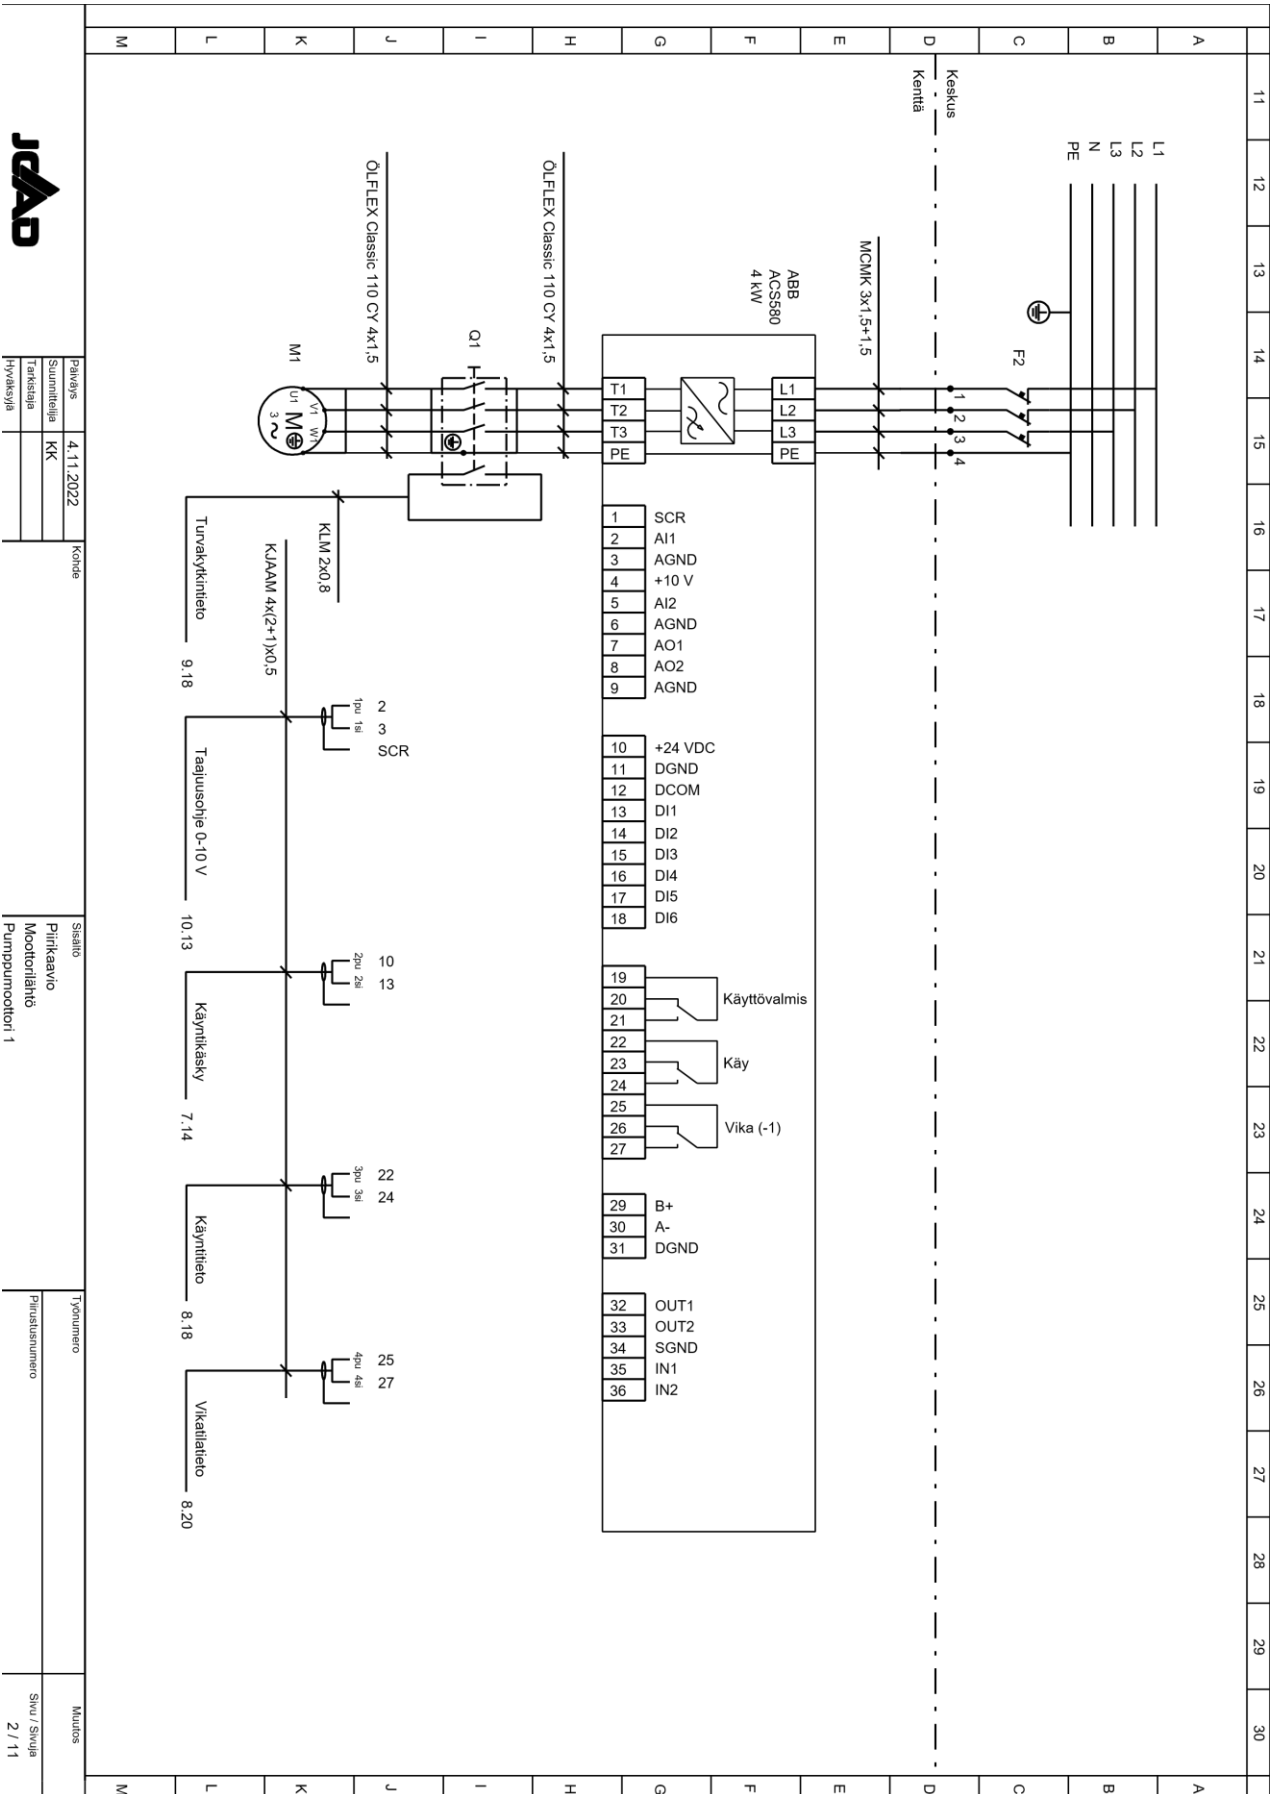 11
12
13
14
15
16
17
18
19
20
21
22
23
24
25
26
27
28
29
30
A
B
C
D
E
F
G
H
I
J
K
L
M
A
B
C
D
E
F
G
H
I
J
K
L
M
L1
L2
L3
N
PE
Keskus
Kenttä
F2
1
2
3
4
MCMK 3x1,5+1,5
ABB
ACS580
4 kW
L1
L2
L3
PE
T1
T2
T3
PE
ÖLFLEX Classic 110 CY 4x1,5
Q1
ÖLFLEX Classic 110 CY 4x1,5
M1
U1
V1
W1
M
3
1 SCR
2 AI1
3 AGND
4 +10 V
5 AI2
6 AGND
7 AO1
8 AO2
9 AGND
10 +24 VDC
11 DGND
12 DCOM
13 DI1
14 DI2
15 DI3
16 DI4
17 DI5
18 DI6
19
20 Käyttövalmis
21
22
23 Käy
24
25
26 Vika (-1)
27
29 B+
30 A-
31 DGND
32 OUT1
33 OUT2
34 SGND
35 IN1
36 IN2
KLM 2x0,8
KJAAM 4x(2+1)x0,5
Turvakytkintieto
9.18
1pu 2
1si 3
SCR
Taajuusohje 0-10 V
10.13
2pu 10
2si 13
Käyntikäsky
7.14
3pu 22
3si 24
Käyntitieto
8.18
4pu 25
4si 27
Vikatilatieto
8.20
JCAD
Päiväys 4.11.2022
Suunnittelija KK
Tarkistaja
Hyväksyjä
Kohde
Sisältö
Piirikaavio
Moottorilähtö
Pumppumoottori 1
Työnumero
Piirustusnumero
Muutos
Sivu / Sivuja
2 / 11